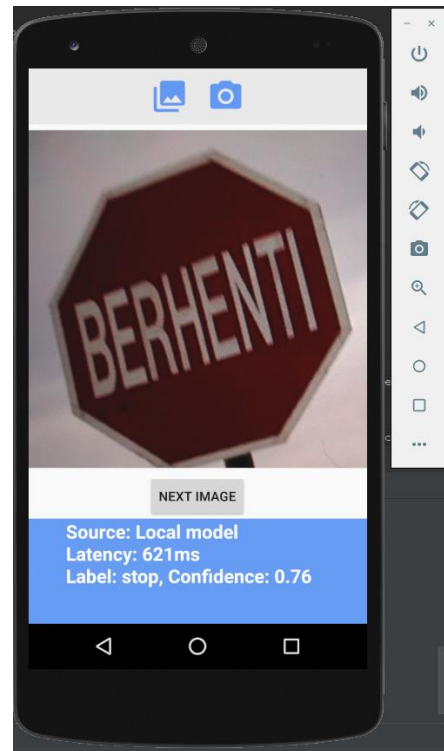 BERHENTI
NEXT IMAGE
Source: Local model
Latency: 621ms
Label: stop, Confidence: 0.76